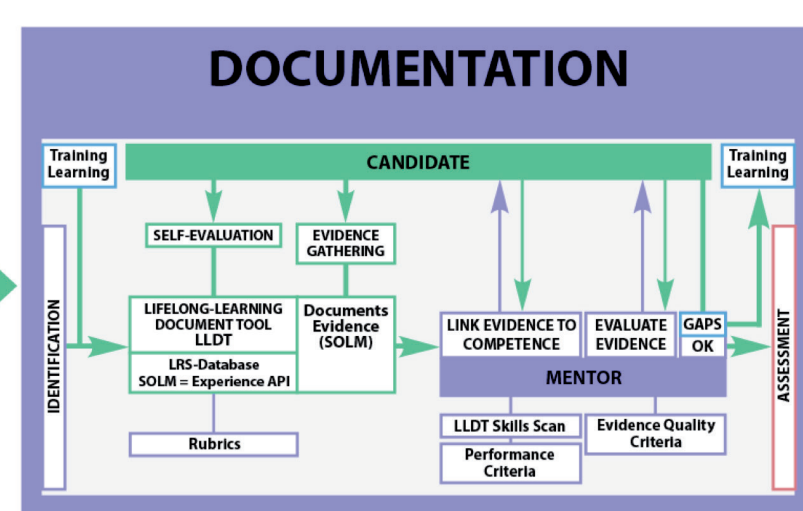 DOCUMENTATION
Training
Learning
CANDIDATE
Training
Learning
SELF-EVALUATION
EVIDENCE
GATHERING
IDENTIFICATION
LIFELONG-LEARNING
DOCUMENT TOOL
LLDT
LRS-Database
SOLM = Experience API
Documents
Evidence
(SOLM)
LINK EVIDENCE TO
COMPETENCE
EVALUATE
EVIDENCE
GAPS
OK
MENTOR
ASSESSMENT
Rubrics
LLDT Skills Scan
Performance
Criteria
Evidence Quality
Criteria